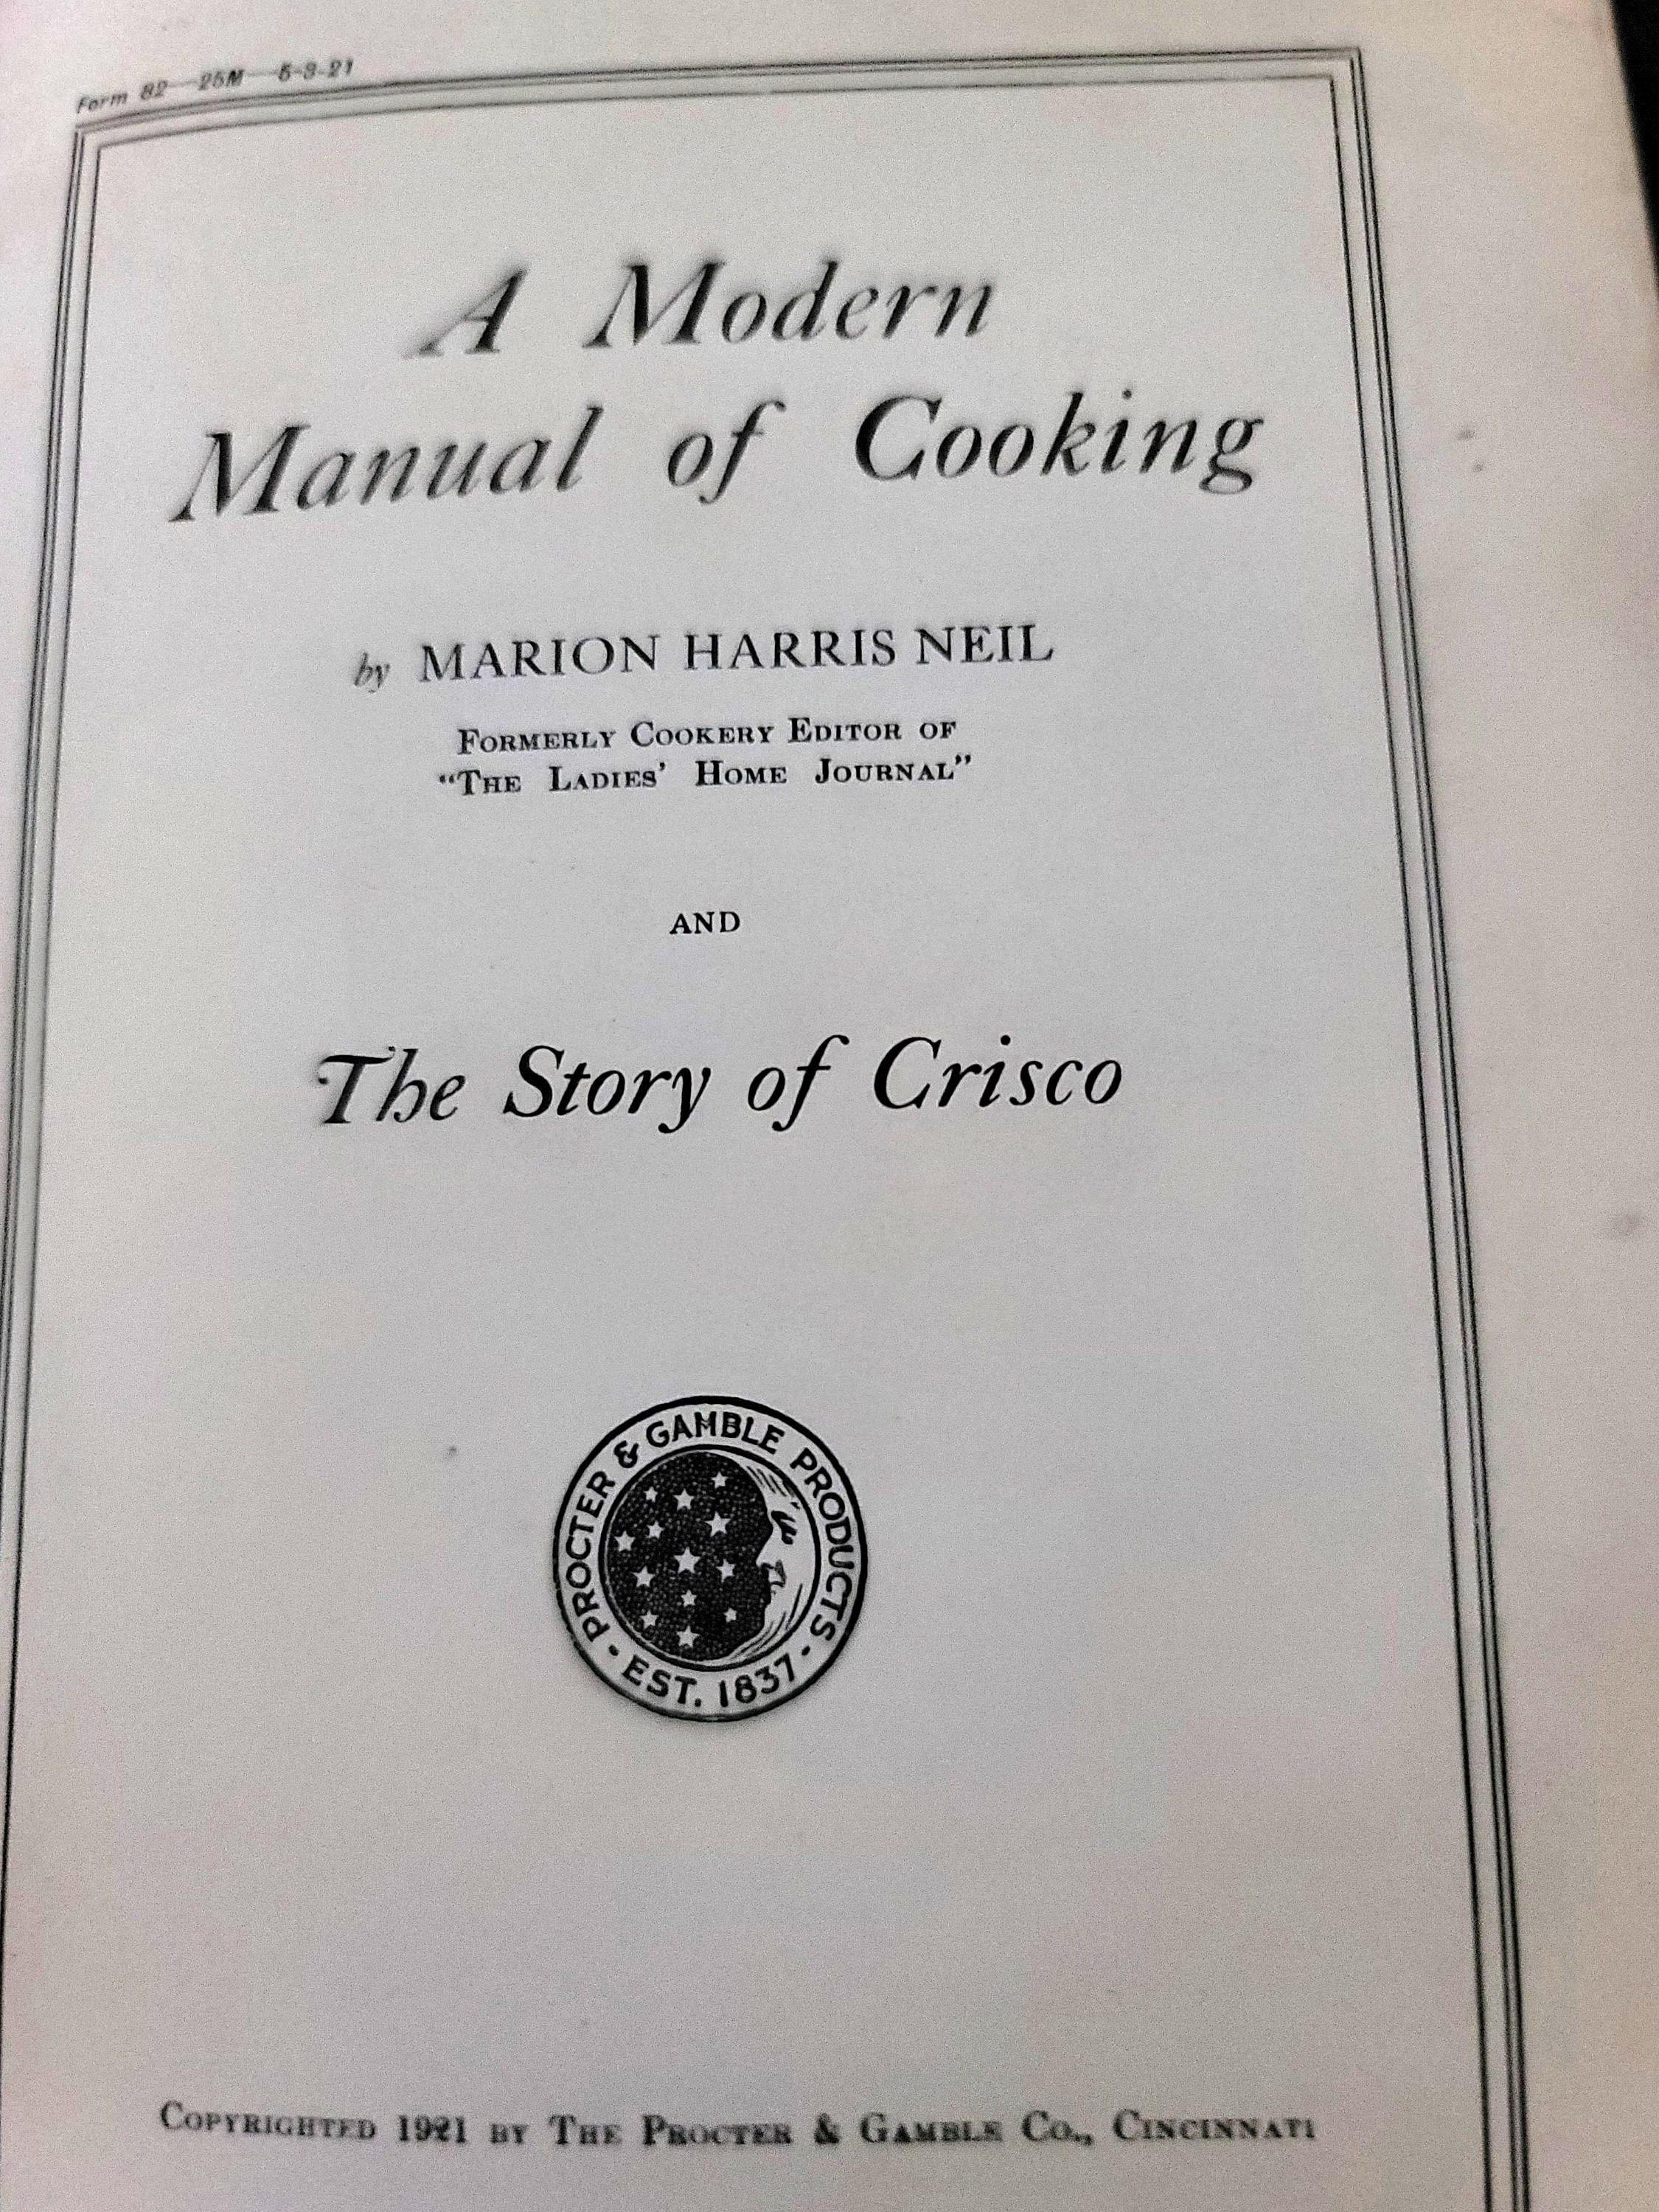 Form 82—25M—5-3-21
A Modern
Manual of Cooking
by MARION HARRIS NEIL
FORMERLY COOKERY EDITOR OF
“THE LADIES’ HOME JOURNAL”
AND
The Story of Crisco
PROCTER & GAMBLE PRODUCTS
· EST. 1837 ·
COPYRIGHTED 1921 BY THE PROCTER & GAMBLE CO., CINCINNATI